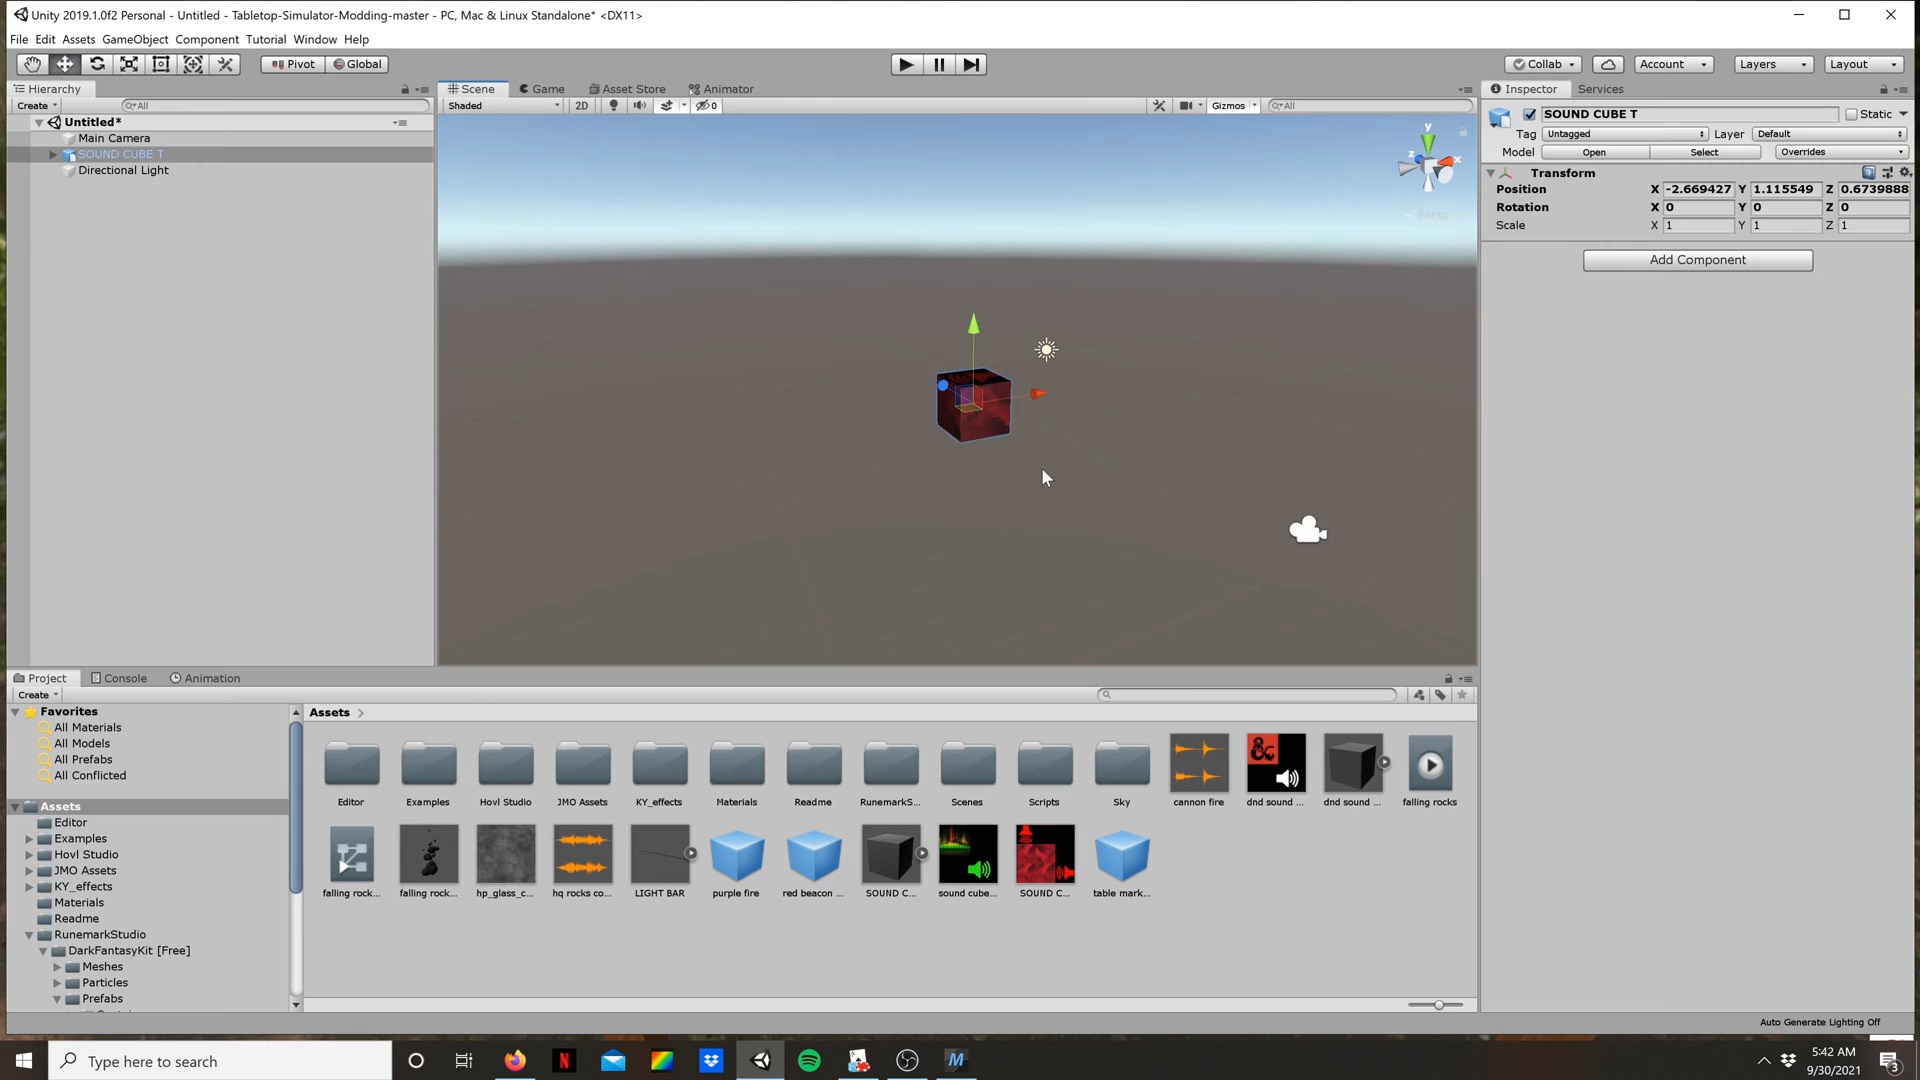 Unity 2019.1.0f2 Personal - Untitled - Tabletop-Simulator-Modding-master - PC, Mac & Linux Standalone* <DX11>
File Edit Assets GameObject Component Tutorial Window Help
Pivot Global Collab Account Layers Layout
Hierarchy
Create All
Untitled*
Main Camera
SOUND CUBE T
Directional Light
Scene Game Asset Store Animator
Shaded 2D 0 Gizmos All
y
x
z
Persp
Inspector Services
SOUND CUBE T Static
Tag Untagged Layer Default
Model Open Select Overrides
Transform
Position X -2.669427 Y 1.115549 Z 0.6739888
Rotation X 0 Y 0 Z 0
Scale X 1 Y 1 Z 1
Add Component
Project Console Animation
Create
Favorites
All Materials
All Models
All Prefabs
All Conflicted
Assets
Editor
Examples
Hovl Studio
JMO Assets
KY_effects
Materials
Readme
RunemarkStudio
DarkFantasyKit [Free]
Meshes
Particles
Prefabs
Assets
Editor Examples Hovl Studio JMO Assets KY_effects Materials Readme RunemarkS... Scenes Scripts Sky cannon fire dnd sound ... dnd sound ... falling rocks
falling rock... falling rock... hp_glass_c... hq rocks co... LIGHT BAR purple fire red beacon ... SOUND C... sound cube... SOUND C... table mark...
Auto Generate Lighting Off
Type here to search
5:42 AM
9/30/2021
3